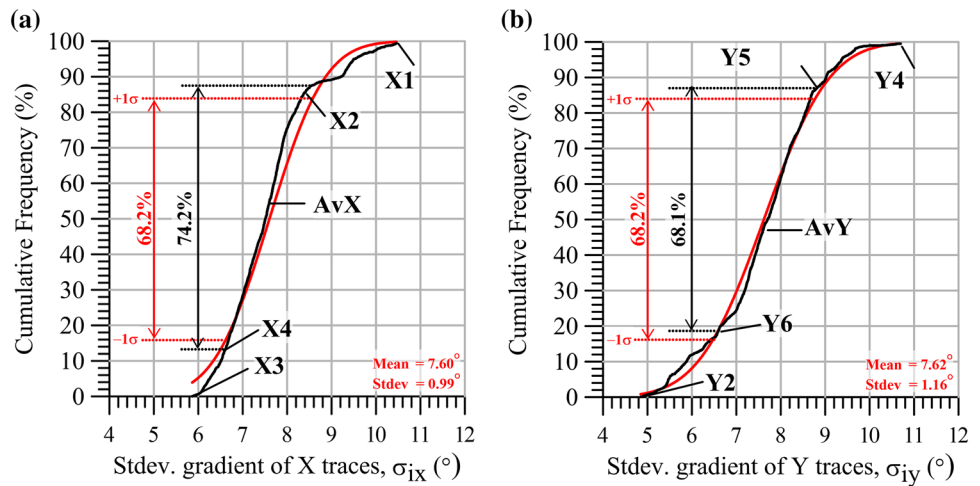 (a)
Cumulative Frequency (%)
100
90
80
70
60
50
40
30
20
10
0
+1σ
−1σ
68.2%
74.2%
X1
X2
AvX
X4
X3
Mean = 7.60°
Stdev = 0.99°
4 5 6 7 8 9 10 11 12
Stdev. gradient of X traces, σix (°)
(b)
Cumulative Frequency (%)
100
90
80
70
60
50
40
30
20
10
0
+1σ
−1σ
68.2%
68.1%
Y5
Y4
AvY
Y6
Y2
Mean = 7.62°
Stdev = 1.16°
4 5 6 7 8 9 10 11 12
Stdev. gradient of Y traces, σiy (°)